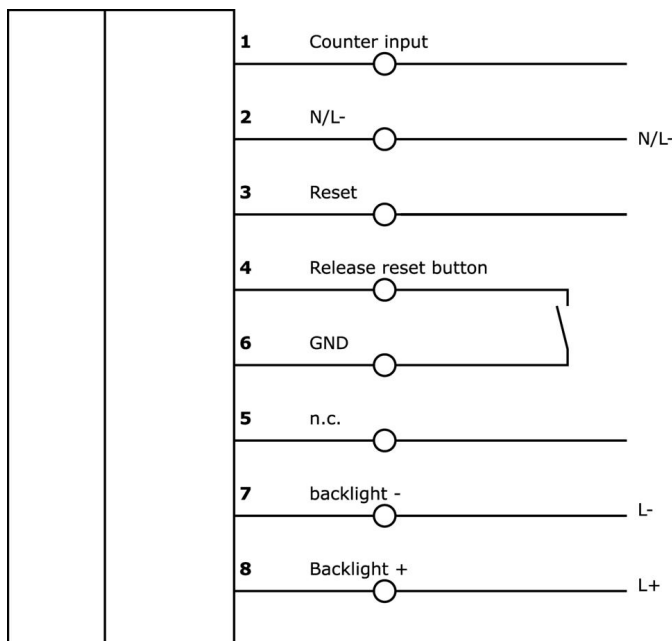 1 Counter input
2 N/L- N/L-
3 Reset
4 Release reset button
6 GND
5 n.c.
7 backlight - L-
8 Backlight + L+